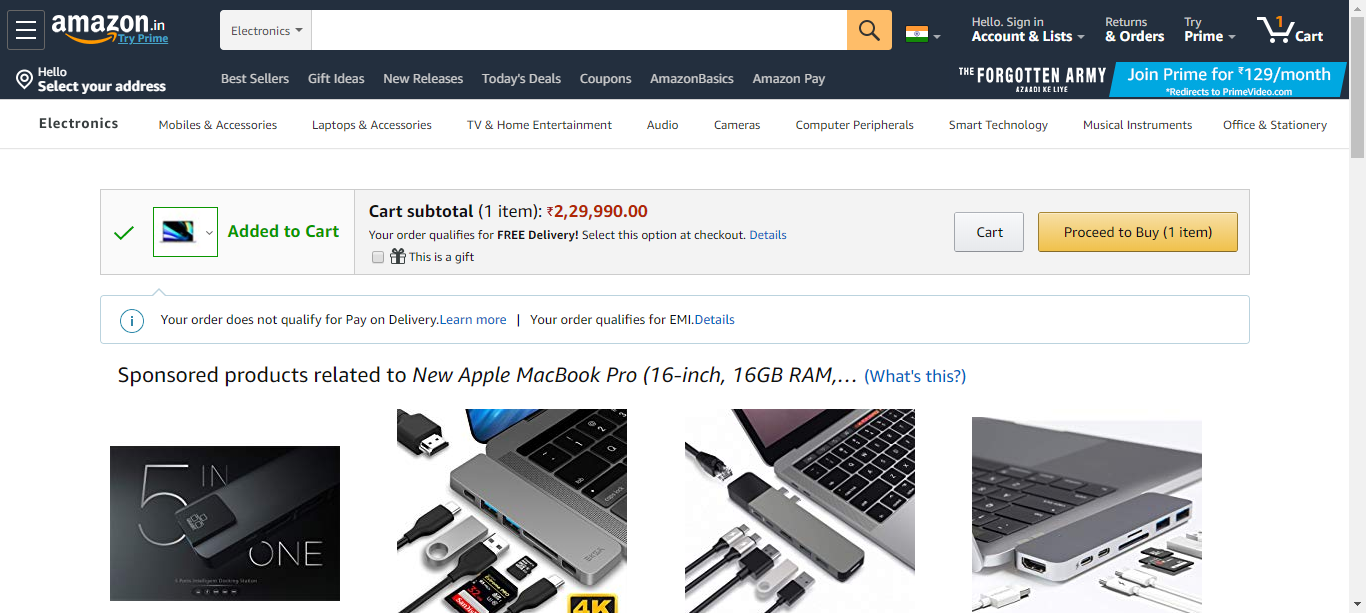 amazon.in
Try Prime
Electronics
Hello. Sign in
Account & Lists
Returns
& Orders
Try
Prime
1
Cart
Hello
Select your address
Best Sellers
Gift Ideas
New Releases
Today's Deals
Coupons
AmazonBasics
Amazon Pay
THE FORGOTTEN ARMY
AZAADI KE LIYE
Join Prime for ₹129/month
*Redirects to PrimeVideo.com
Electronics
Mobiles & Accessories
Laptops & Accessories
TV & Home Entertainment
Audio
Cameras
Computer Peripherals
Smart Technology
Musical Instruments
Office & Stationery
Added to Cart
Cart subtotal (1 item): ₹2,29,990.00
Your order qualifies for FREE Delivery! Select this option at checkout. Details
This is a gift
Cart
Proceed to Buy (1 item)
Your order does not qualify for Pay on Delivery.Learn more | Your order qualifies for EMI.Details
Sponsored products related to New Apple MacBook Pro (16-inch, 16GB RAM,… (What's this?)
5 IN
ONE
caps lock
32
SanDisk
4K